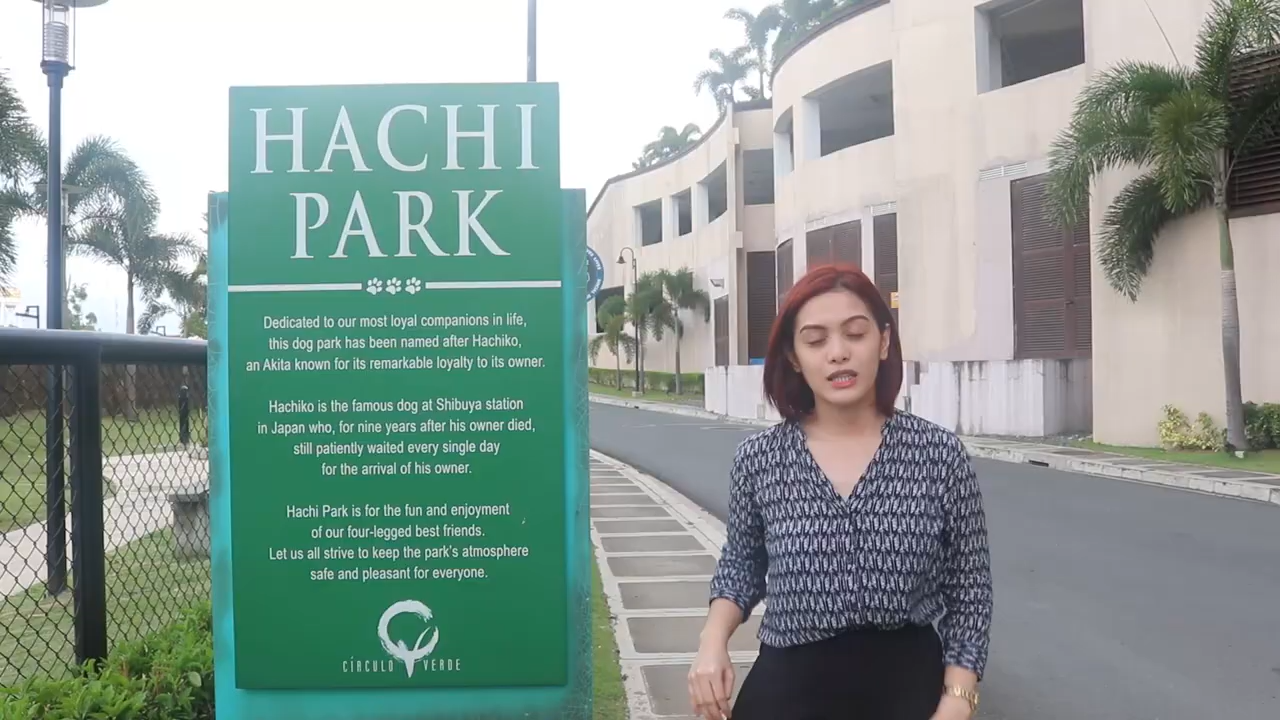 HACHI
PARK
Dedicated to our most loyal companions in life,
this dog park has been named after Hachiko,
an Akita known for its remarkable loyalty to its owner.
Hachiko is the famous dog at Shibuya station
in Japan who, for nine years after his owner died,
still patiently waited every single day
for the arrival of his owner.
Hachi Park is for the fun and enjoyment
of our four-legged best friends.
Let us all strive to keep the park's atmosphere
safe and pleasant for everyone.
CÍRCULO VERDE